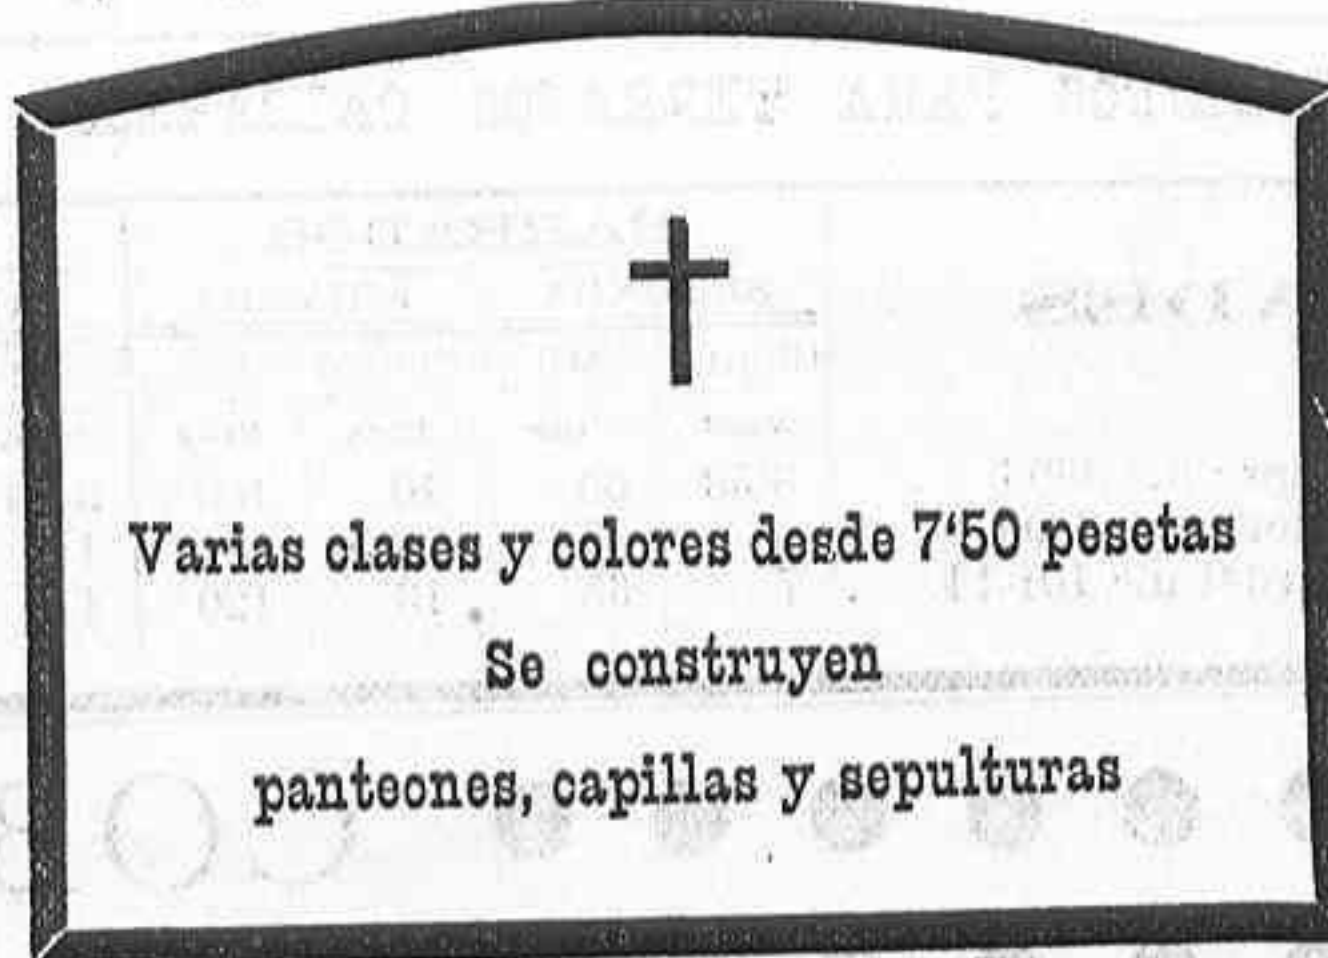 Varias clases y colores desde 7‘50 pesetas
Se construyen
panteones, capillas y sepulturas